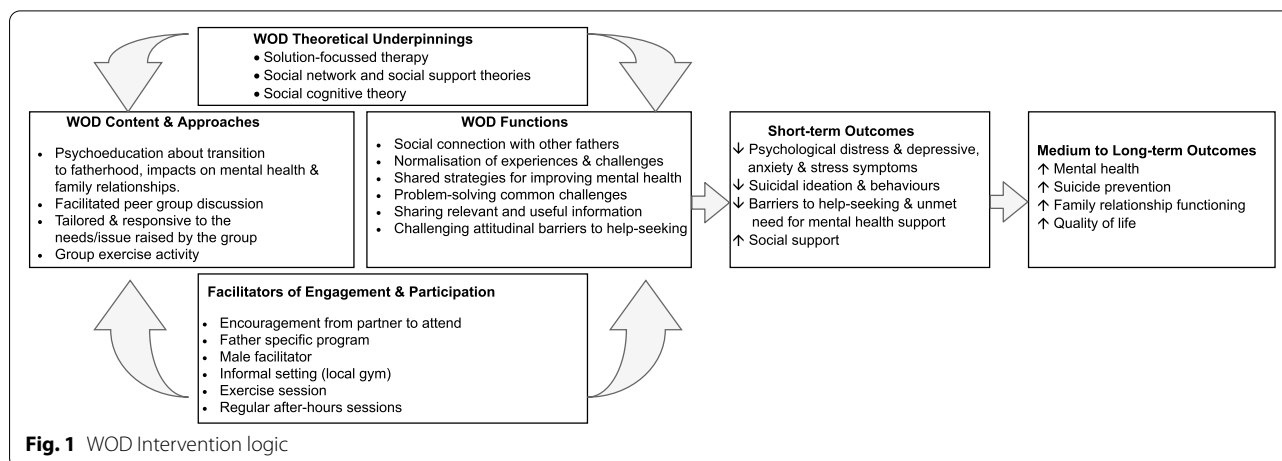 WOD Theoretical Underpinnings
• Solution-focussed therapy
• Social network and social support theories
• Social cognitive theory
WOD Content & Approaches
• Psychoeducation about transition
to fatherhood, impacts on mental health &
family relationships.
• Facilitated peer group discussion
• Tailored & responsive to the
needs/issue raised by the group
• Group exercise activity
WOD Functions
• Social connection with other fathers
• Normalisation of experiences & challenges
• Shared strategies for improving mental health
• Problem-solving common challenges
• Sharing relevant and useful information
• Challenging attitudinal barriers to help-seeking
Short-term Outcomes
↓ Psychological distress & depressive,
anxiety & stress symptoms
↓ Suicidal ideation & behaviours
↓ Barriers to help-seeking & unmet
need for mental health support
↑ Social support
Medium to Long-term Outcomes
↑ Mental health
↑ Suicide prevention
↑ Family relationship functioning
↑ Quality of life
Facilitators of Engagement & Participation
• Encouragement from partner to attend
• Father specific program
• Male facilitator
• Informal setting (local gym)
• Exercise session
• Regular after-hours sessions
Fig. 1 WOD Intervention logic